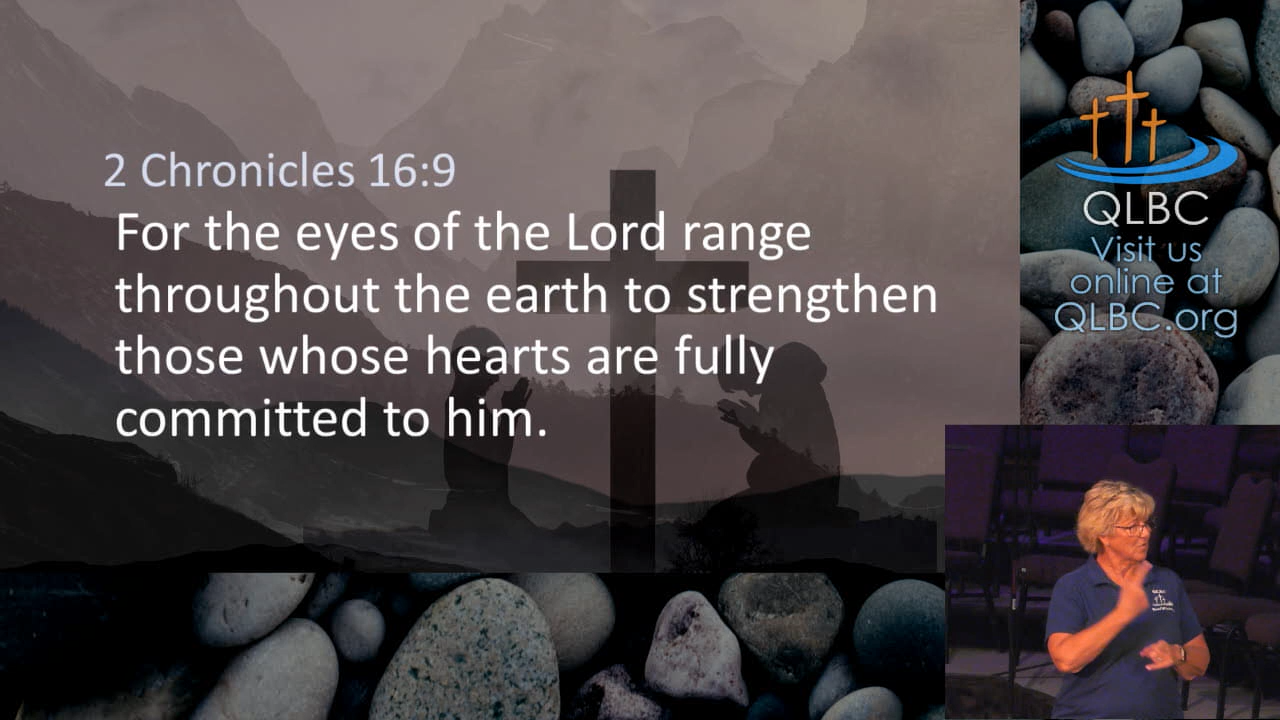 2 Chronicles 16:9
For the eyes of the Lord range
throughout the earth to strengthen
those whose hearts are fully
committed to him.
QLBC
Visit us
online at
QLBC.org